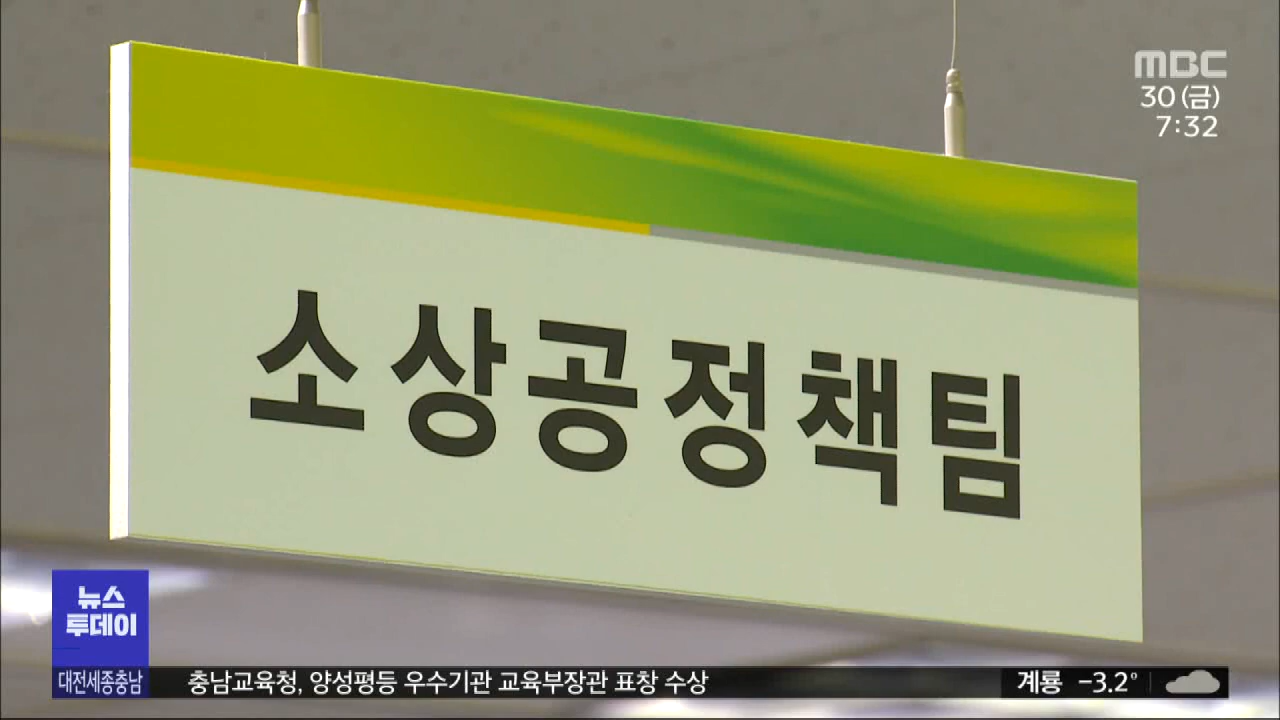 MBC
30 (금)
7:32
소상공정책팀
뉴스
투데이
대전세종충남
충남교육청, 양성평등 우수기관 교육부장관 표창 수상
계룡 -3.2°